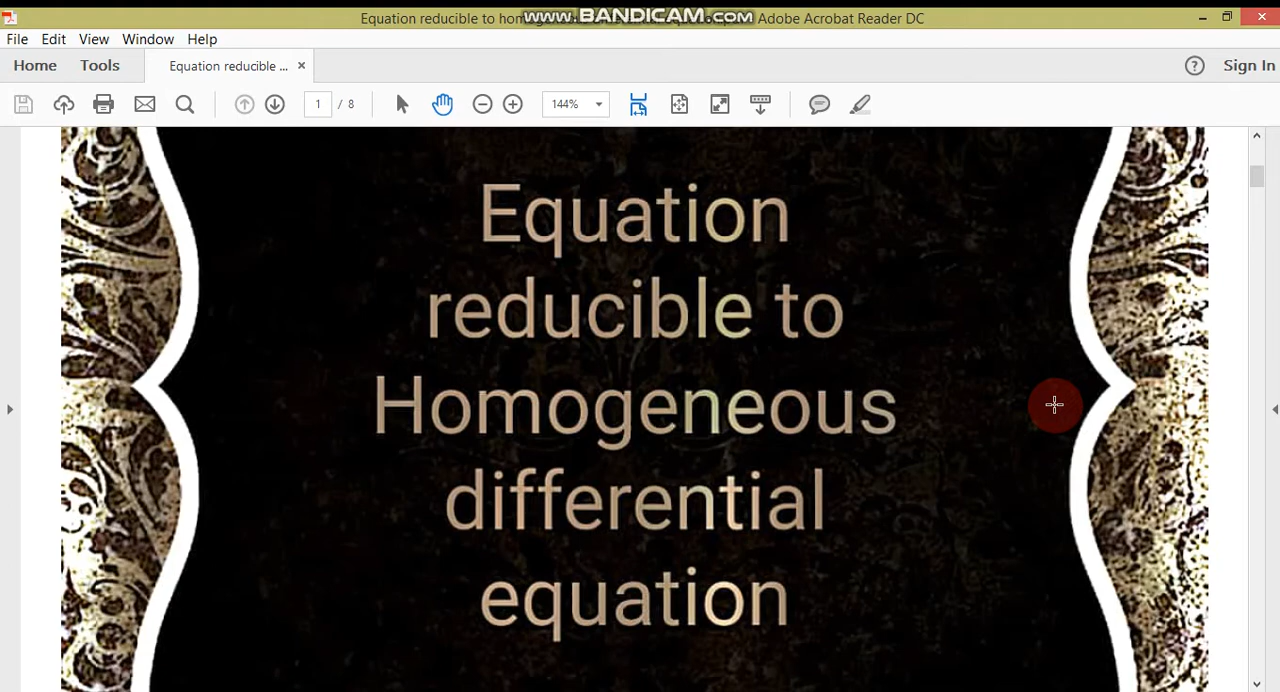 Equation reducible to hom www.BANDICAM.com Adobe Acrobat Reader DC
File Edit View Window Help
Home Tools Equation reducible ... × ? Sign In
1 / 8 144%
Equation
reducible to
Homogeneous
differential
equation